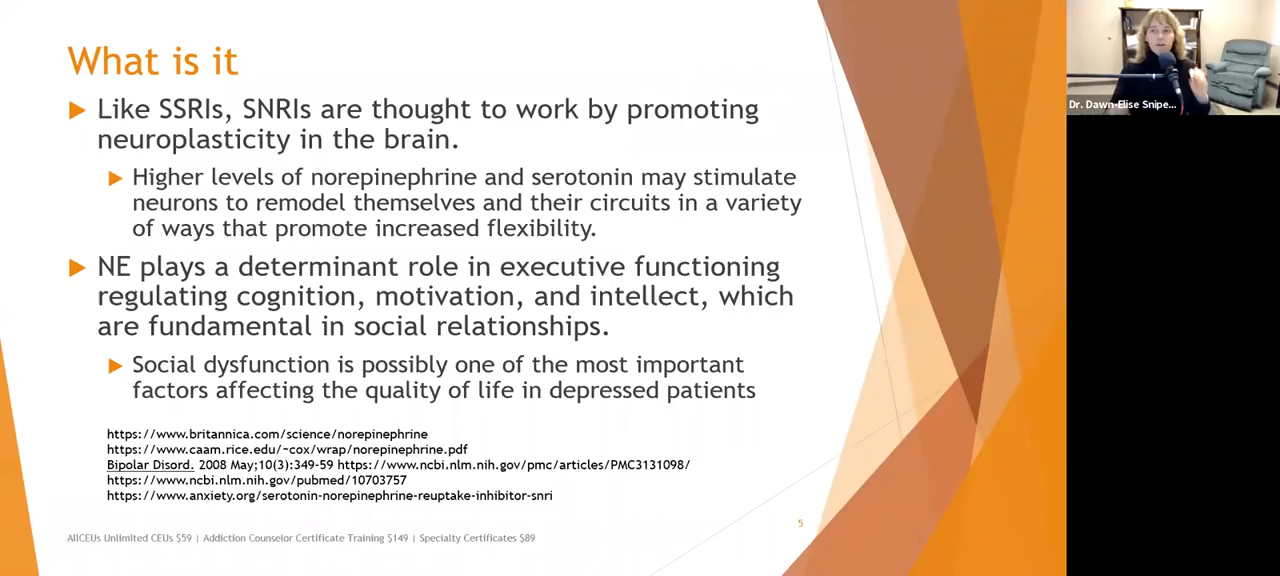 What is it
Like SSRIs, SNRIs are thought to work by promoting
neuroplasticity in the brain.
Higher levels of norepinephrine and serotonin may stimulate
neurons to remodel themselves and their circuits in a variety
of ways that promote increased flexibility.
NE plays a determinant role in executive functioning
regulating cognition, motivation, and intellect, which
are fundamental in social relationships.
Social dysfunction is possibly one of the most important
factors affecting the quality of life in depressed patients
https://www.britannica.com/science/norepinephrine
https://www.caam.rice.edu/~cox/wrap/norepinephrine.pdf
Bipolar Disord. 2008 May;10(3):349-59 https://www.ncbi.nlm.nih.gov/pmc/articles/PMC3131098/
https://www.ncbi.nlm.nih.gov/pubmed/10703757
https://www.anxiety.org/serotonin-norepinephrine-reuptake-inhibitor-snri
5
AllCEUs Unlimited CEUs $59 | Addiction Counselor Certificate Training $149 | Specialty Certificates $89
Dr. Dawn-Elise Snipe...